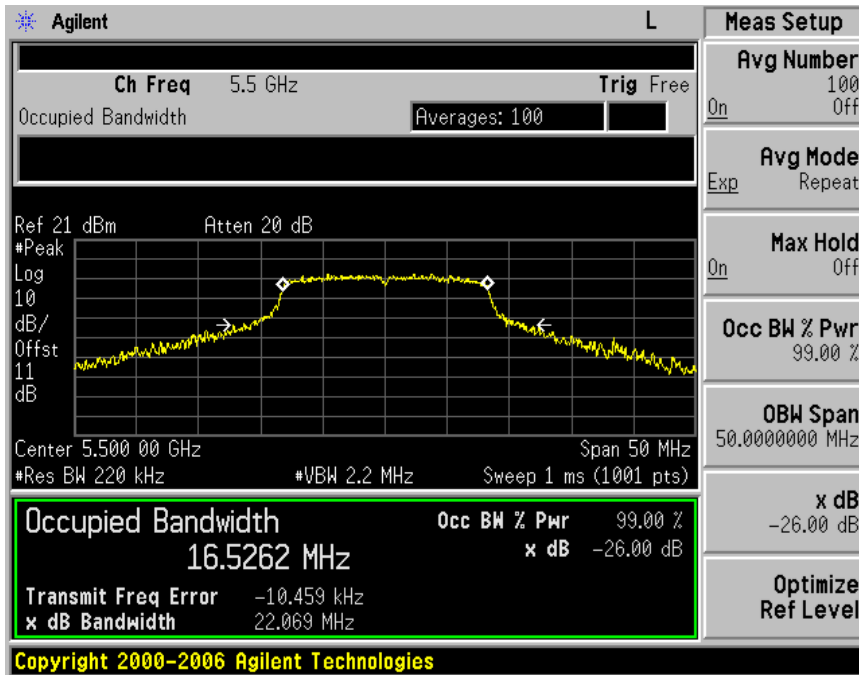 Agilent L Meas Setup
Ch Freq 5.5 GHz Trig Free
Occupied Bandwidth Averages: 100
Ref 21 dBm Atten 20 dB
#Peak
Log
10
dB/
Offst
11
dB
Center 5.500 00 GHz Span 50 MHz
#Res BW 220 kHz #VBW 2.2 MHz Sweep 1 ms (1001 pts)
Occupied Bandwidth Occ BW % Pwr 99.00 %
16.5262 MHz x dB -26.00 dB
Transmit Freq Error -10.459 kHz
x dB Bandwidth 22.069 MHz
Avg Number
100
On Off
Avg Mode
Exp Repeat
Max Hold
On Off
Occ BW % Pwr
99.00 %
OBW Span
50.0000000 MHz
x dB
-26.00 dB
Optimize
Ref Level
Copyright 2000-2006 Agilent Technologies